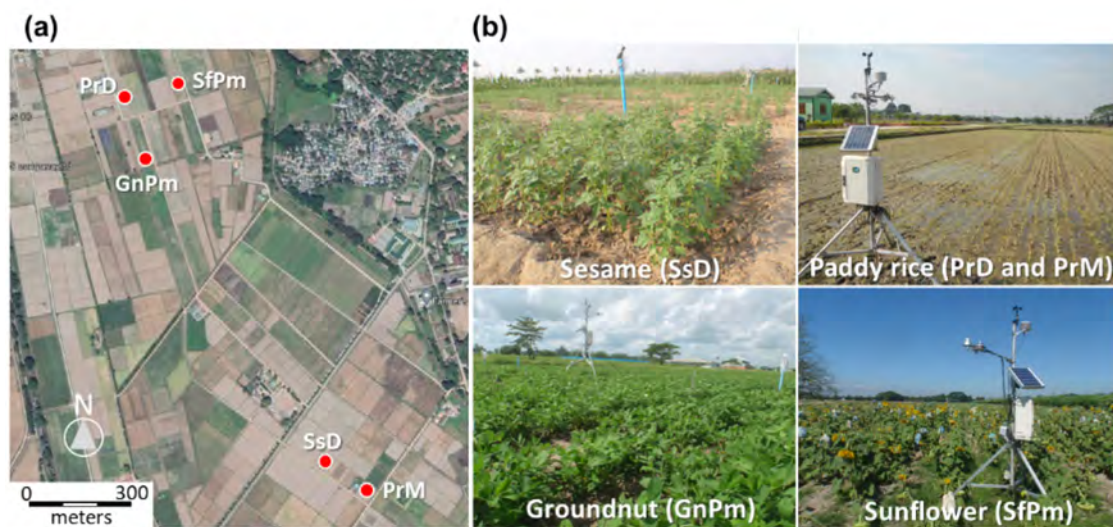 (a)
(b)
PrD
SfPm
GnPm
N
SsD
PrM
0 300
meters
Sesame (SsD)
Paddy rice (PrD and PrM)
Groundnut (GnPm)
Sunflower (SfPm)